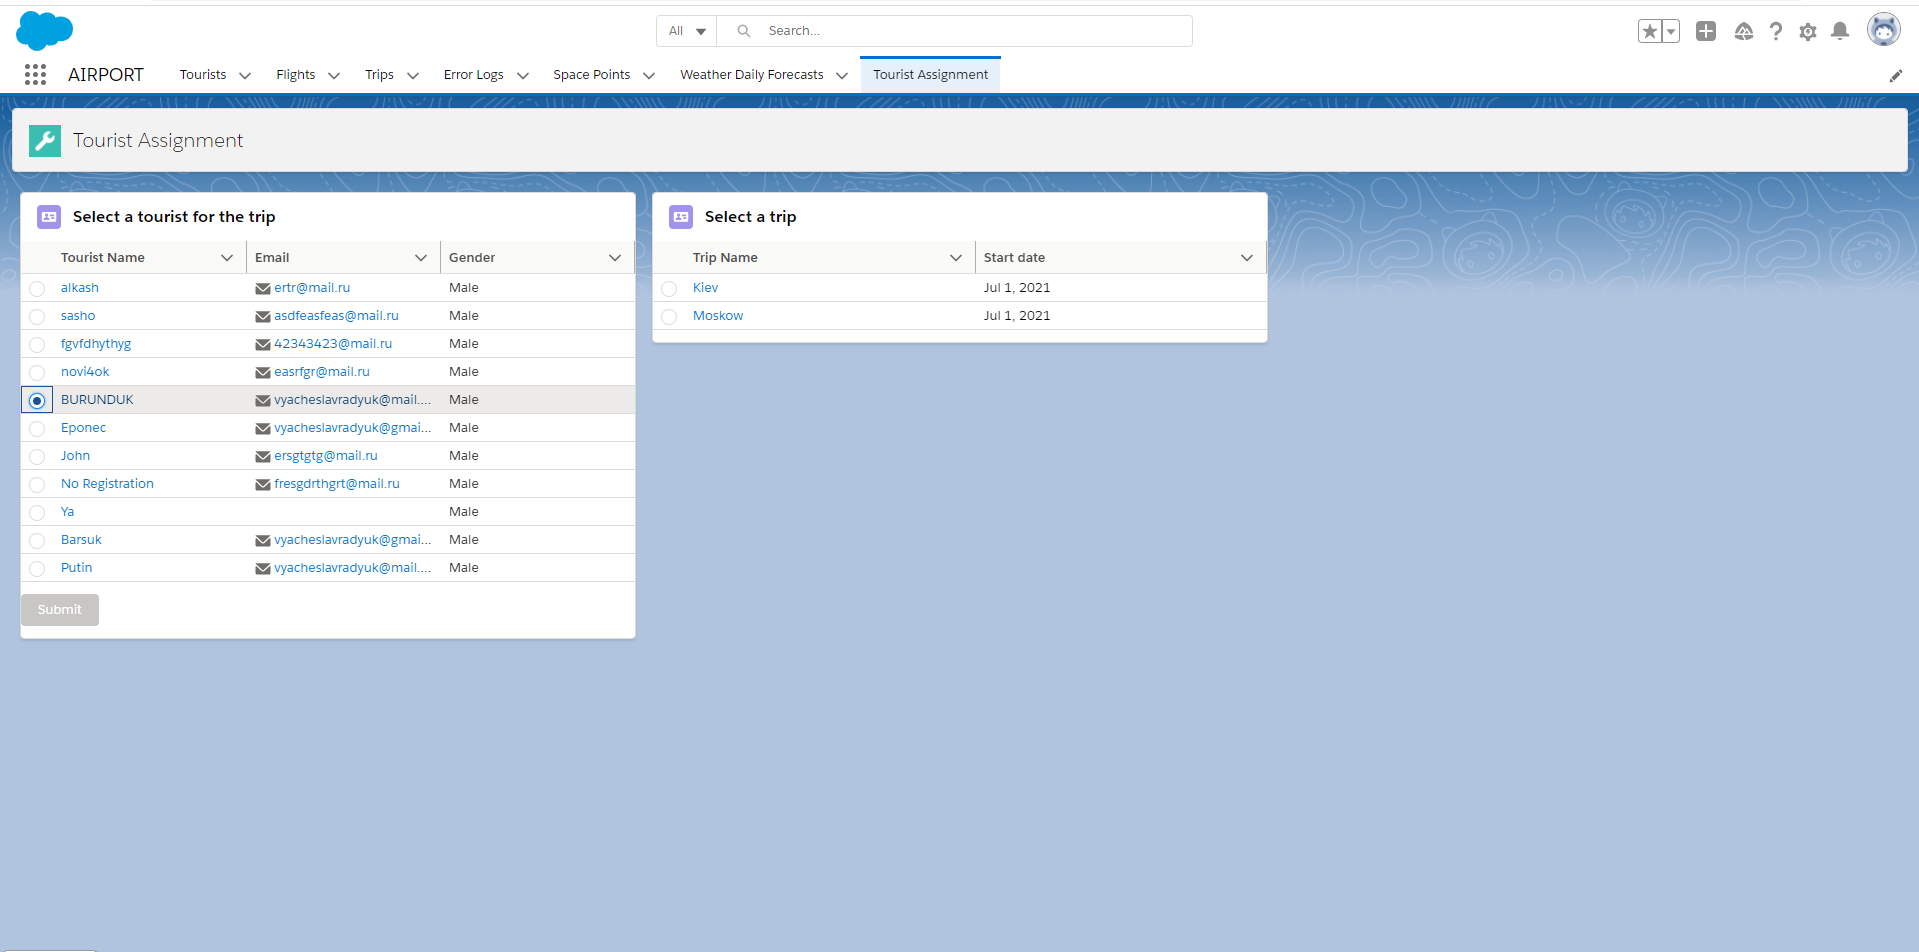 All Search...
AIRPORT Tourists Flights Trips Error Logs Space Points Weather Daily Forecasts Tourist Assignment
Tourist Assignment
Select a tourist for the trip
Tourist Name Email Gender
alkash ertr@mail.ru Male
sasho asdfeasfeas@mail.ru Male
fgvfdhythyg 42343423@mail.ru Male
novi4ok easrfgr@mail.ru Male
BURUNDUK vyacheslavradyuk@mail.... Male
Eponec vyacheslavradyuk@gmai... Male
John ersgtgtg@mail.ru Male
No Registration fresgdrthgrt@mail.ru Male
Ya Male
Barsuk vyacheslavradyuk@gmai... Male
Putin vyacheslavradyuk@mail.... Male
Submit
Select a trip
Trip Name Start date
Kiev Jul 1, 2021
Moskow Jul 1, 2021